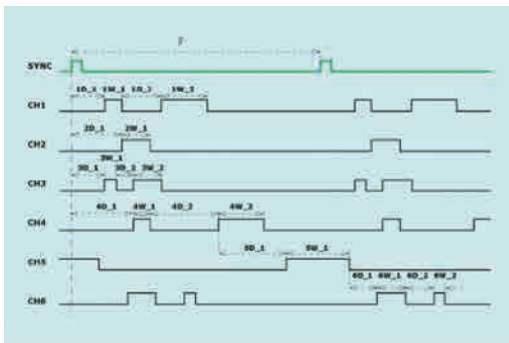 SYNC
CH1
1D_1 1W_1 1D_2 1W_2
CH2
2D_1 2W_1
CH3
3W_1
3D_1 3D_2 3W_2
CH4
4D_1 4W_1 4D_2 4W_2
CH5
5D_1 5W_1
CH6
6D_1 6W_1 6D_2 6W_2